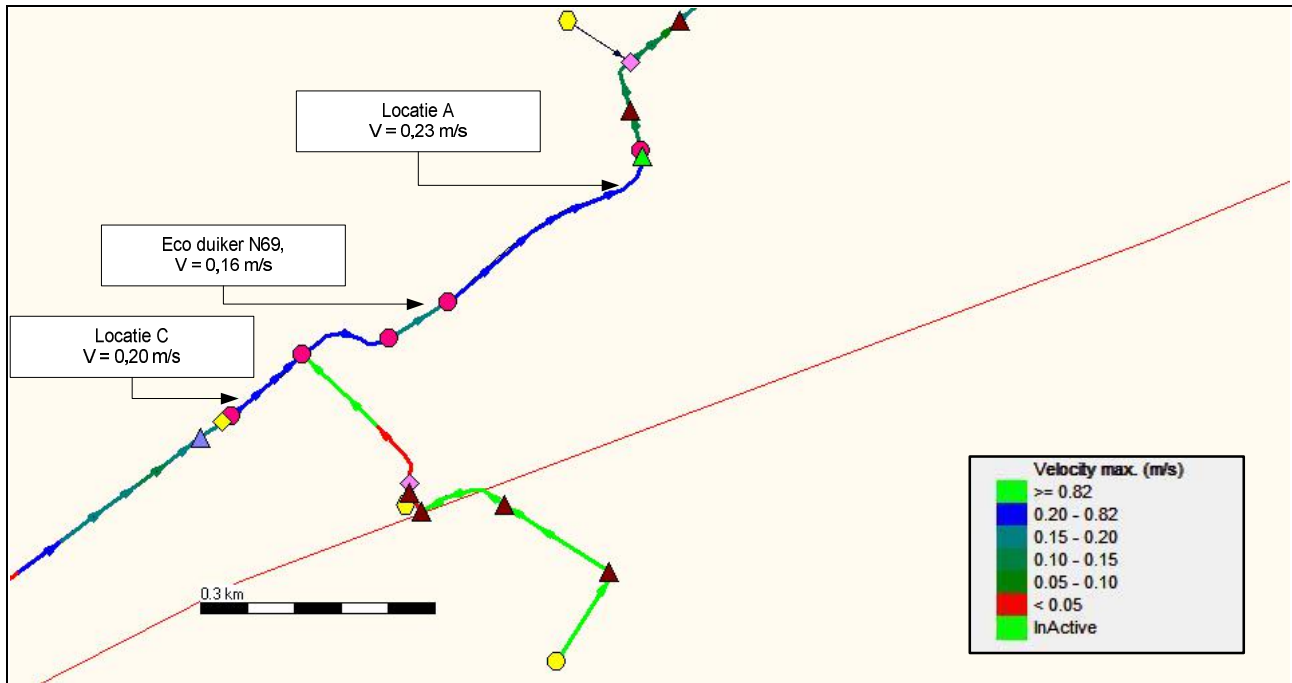 Locatie A
V = 0,23 m/s
Eco duiker N69,
V = 0,16 m/s
Locatie C
V = 0,20 m/s
0.3 km
Velocity max. (m/s)
>= 0.82
0.20 - 0.82
0.15 - 0.20
0.10 - 0.15
0.05 - 0.10
< 0.05
InActive